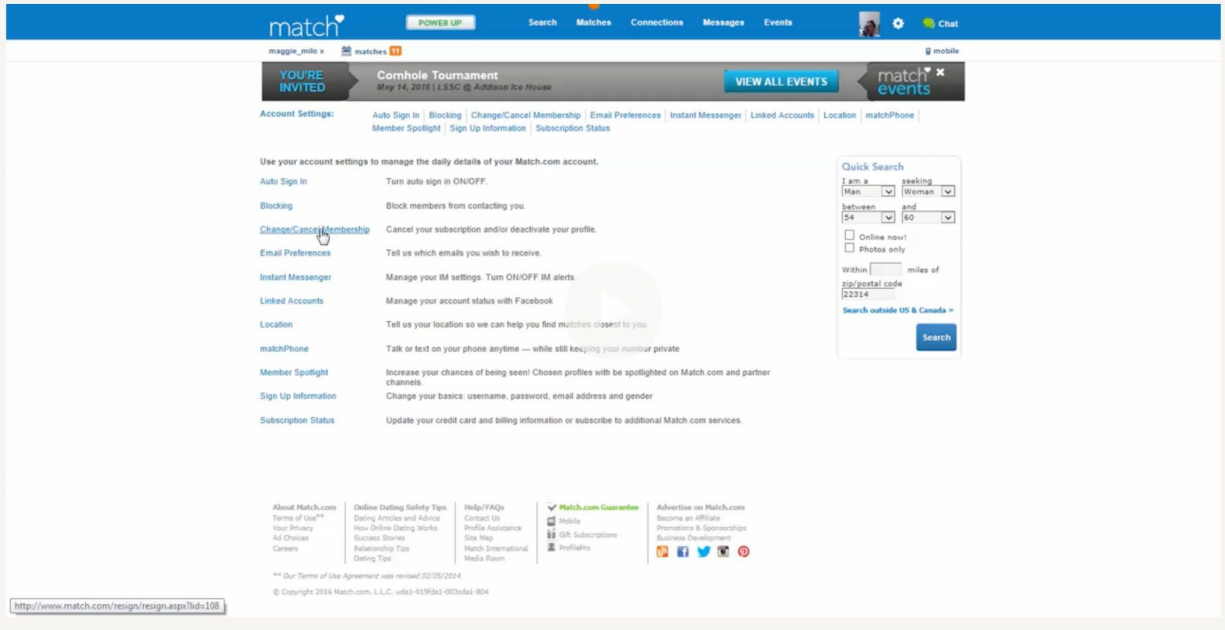 match
POWER UP
Search Matches Connections Messages Events
Chat
maggie_milo » matches 11
mobile
YOU'RE INVITED
Cornhole Tournament
May 14, 2016 | LSSC @ Addison Ice House
VIEW ALL EVENTS
match events ×
Account Settings:
Auto Sign In | Blocking | Change/Cancel Membership | Email Preferences | Instant Messenger | Linked Accounts | Location | matchPhone |
Member Spotlight | Sign Up Information | Subscription Status
Use your account settings to manage the daily details of your Match.com account.
Auto Sign In Turn auto sign in ON/OFF.
Blocking Block members from contacting you.
Change/Cancel Membership Cancel your subscription and/or deactivate your profile.
Email Preferences Tell us which emails you wish to receive.
Instant Messenger Manage your IM settings. Turn ON/OFF IM alerts.
Linked Accounts Manage your account status with Facebook
Location Tell us your location so we can help you find matches closest to you.
matchPhone Talk or text on your phone anytime — while still keeping your number private
Member Spotlight Increase your chances of being seen! Chosen profiles with be spotlighted on Match.com and partner
channels.
Sign Up Information Change your basics: username, password, email address and gender
Subscription Status Update your credit card and billing information or subscribe to additional Match.com services.
Quick Search
I am a seeking
Man Woman
between and
54 60
Online now!
Photos only
Within miles of
zip/postal code
22314
Search outside US & Canada »
Search
About Match.com
Terms of Use**
Your Privacy
Ad Choices
Careers
Online Dating Safety Tips
Dating Articles and Advice
How Online Dating Works
Success Stories
Relationship Tips
Dating Tips
Help/FAQs
Contact Us
Profile Assistance
Site Map
Match International
Media Room
Match.com Guarantee
Mobile
Gift Subscriptions
ProfilePro
Advertise on Match.com
Become an Affiliate
Promotions & Sponsorships
Business Development
** Our Terms of Use Agreement was revised 02/05/2014.
© Copyright 2016 Match.com, L.L.C.
http://www.match.com/resign/resign.aspx?lid=108